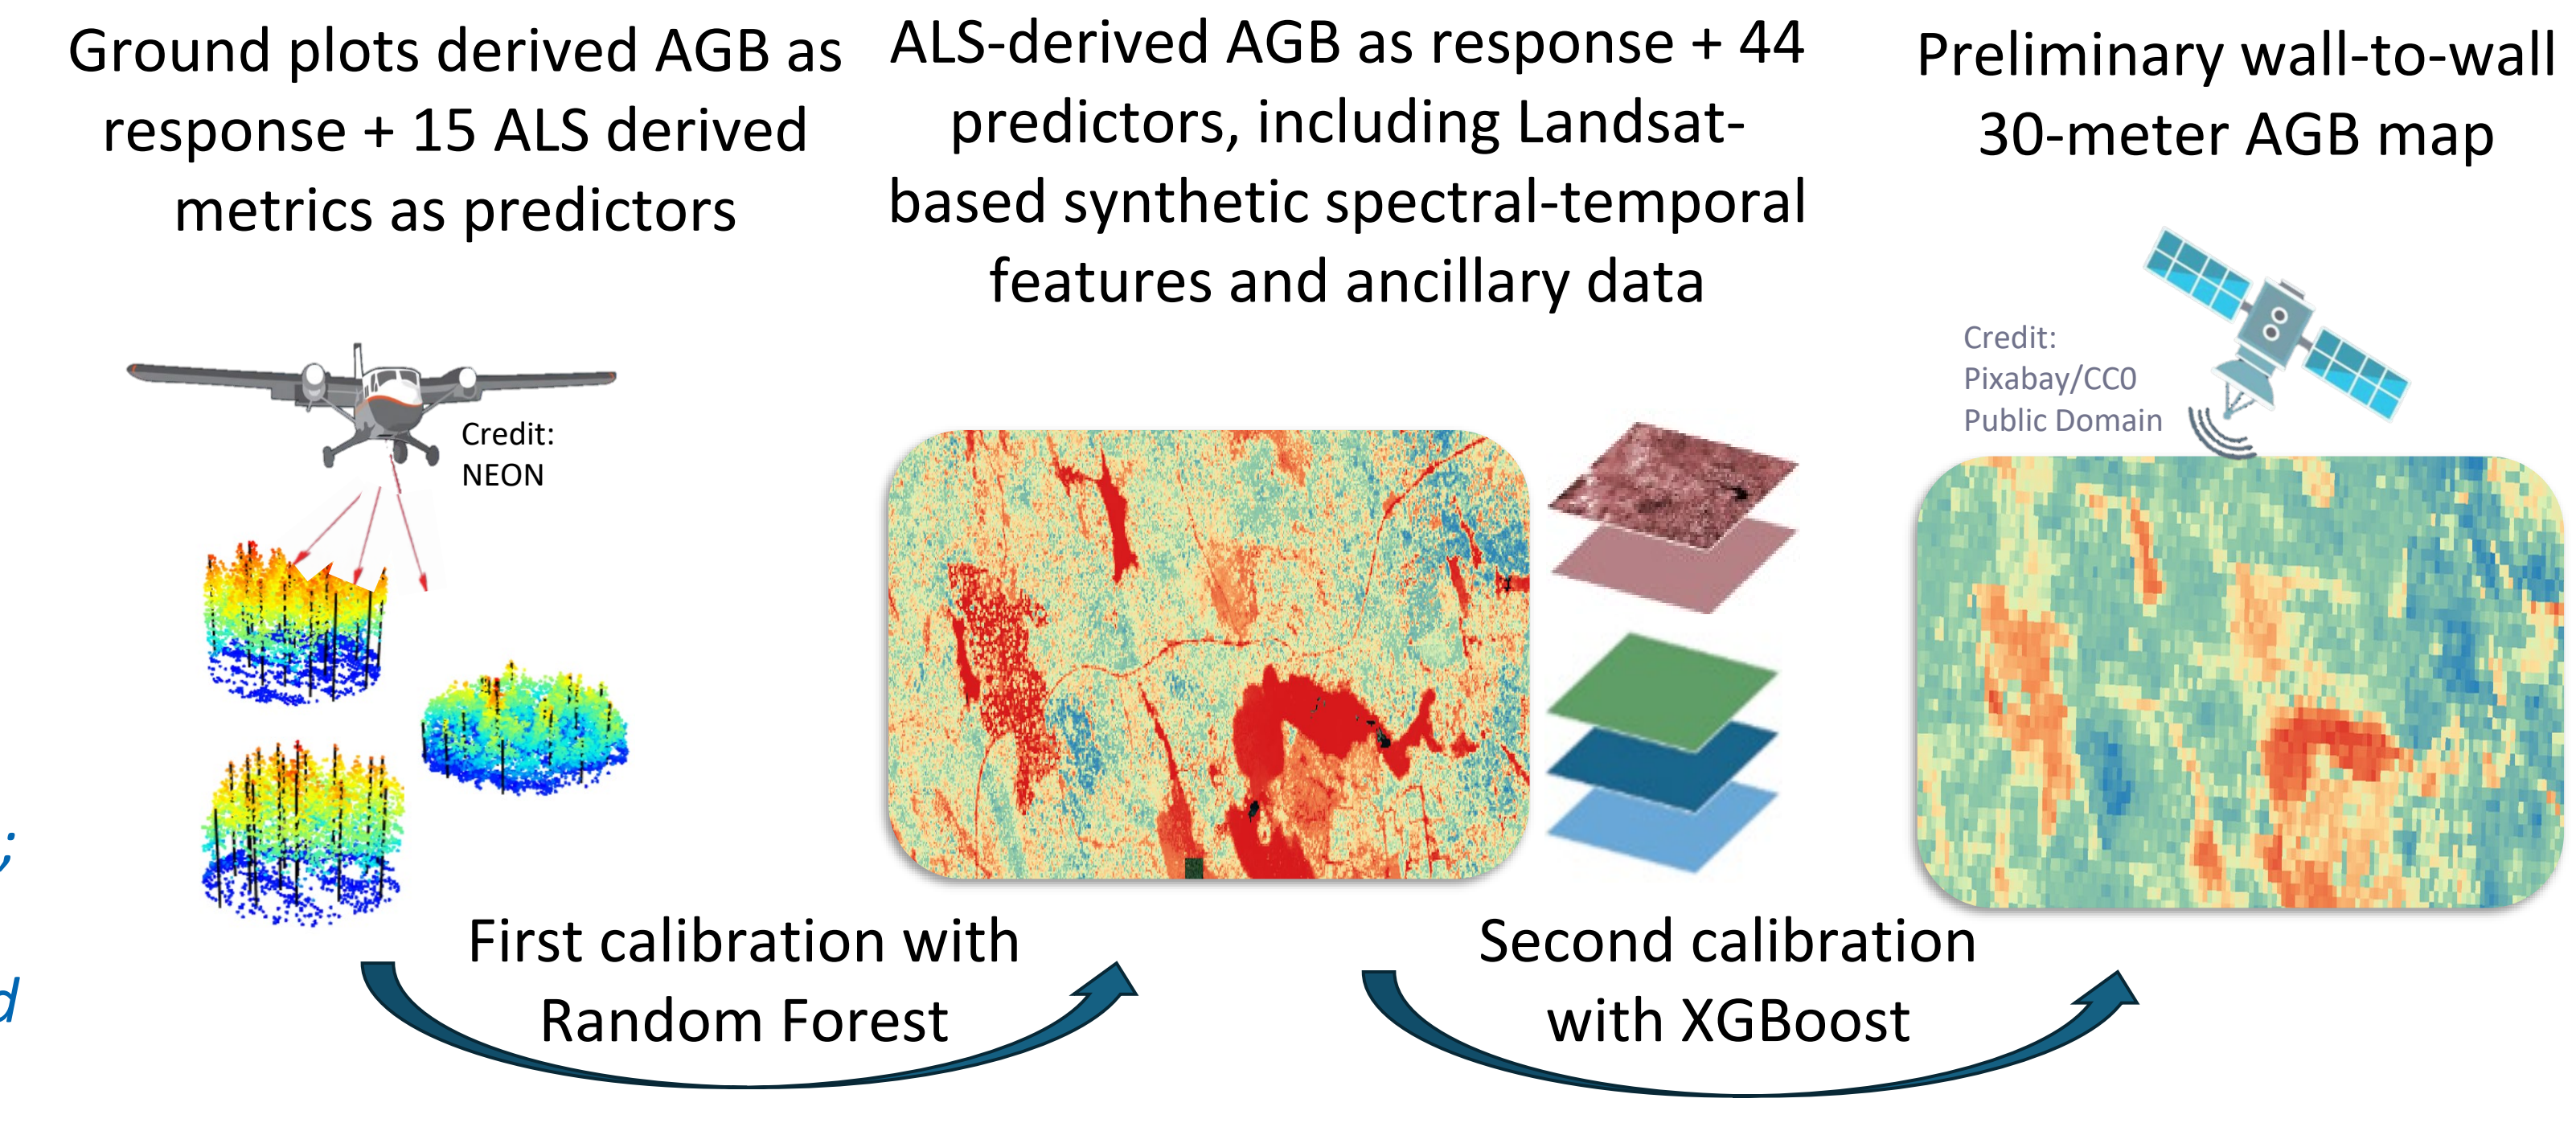 Ground plots derived AGB as
response + 15 ALS derived
metrics as predictors
ALS-derived AGB as response + 44
predictors, including Landsat-
based synthetic spectral-temporal
features and ancillary data
Preliminary wall-to-wall
30-meter AGB map
Credit:
NEON
Credit:
Pixabay/CC0
Public Domain
;
d
First calibration with
Random Forest
Second calibration
with XGBoost